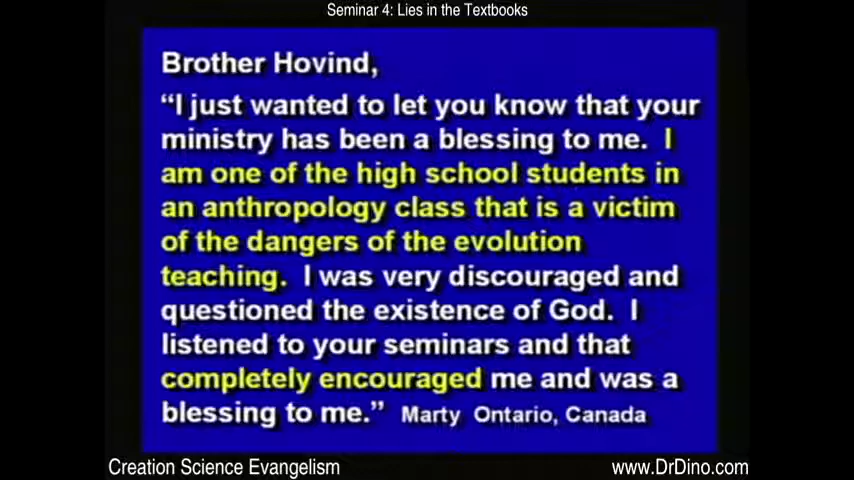 Seminar 4: Lies in the Textbooks
Brother Hovind,
“I just wanted to let you know that your
ministry has been a blessing to me. I
am one of the high school students in
an anthropology class that is a victim
of the dangers of the evolution
teaching. I was very discouraged and
questioned the existence of God. I
listened to your seminars and that
completely encouraged me and was a
blessing to me.” Marty Ontario, Canada
Creation Science Evangelism www.DrDino.com